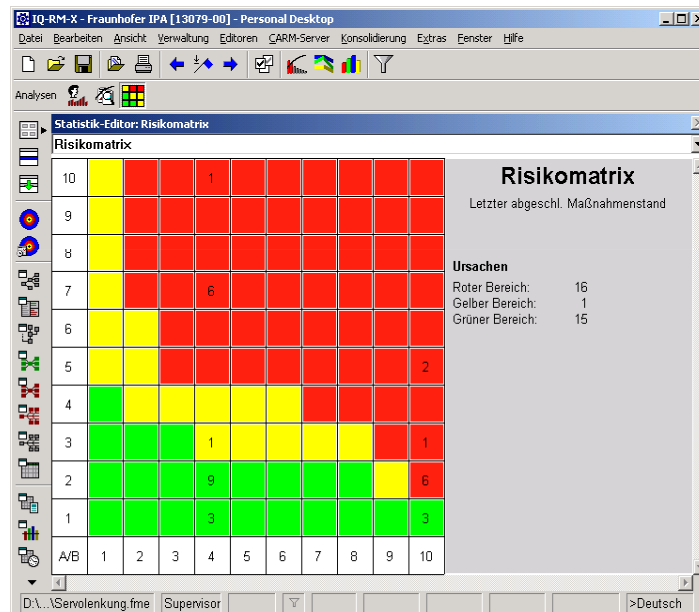 IQ-RM-X - Fraunhofer IPA [13079-00] - Personal Desktop
Datei Bearbeiten Ansicht Verwaltung Editoren CARM-Server Konsolidierung Extras Fenster Hilfe
Analysen
Statistik-Editor: Risikomatrix
Risikomatrix
10 1
9
8
7 6
6
5 2
4
3 1 1
2 9 6
1 3 3
A/B 1 2 3 4 5 6 7 8 9 10
Risikomatrix
Letzter abgeschl. Maßnahmenstand
Ursachen
Roter Bereich: 16
Gelber Bereich: 1
Grüner Bereich: 15
D:\...\Servolenkung.fme Supervisor >Deutsch